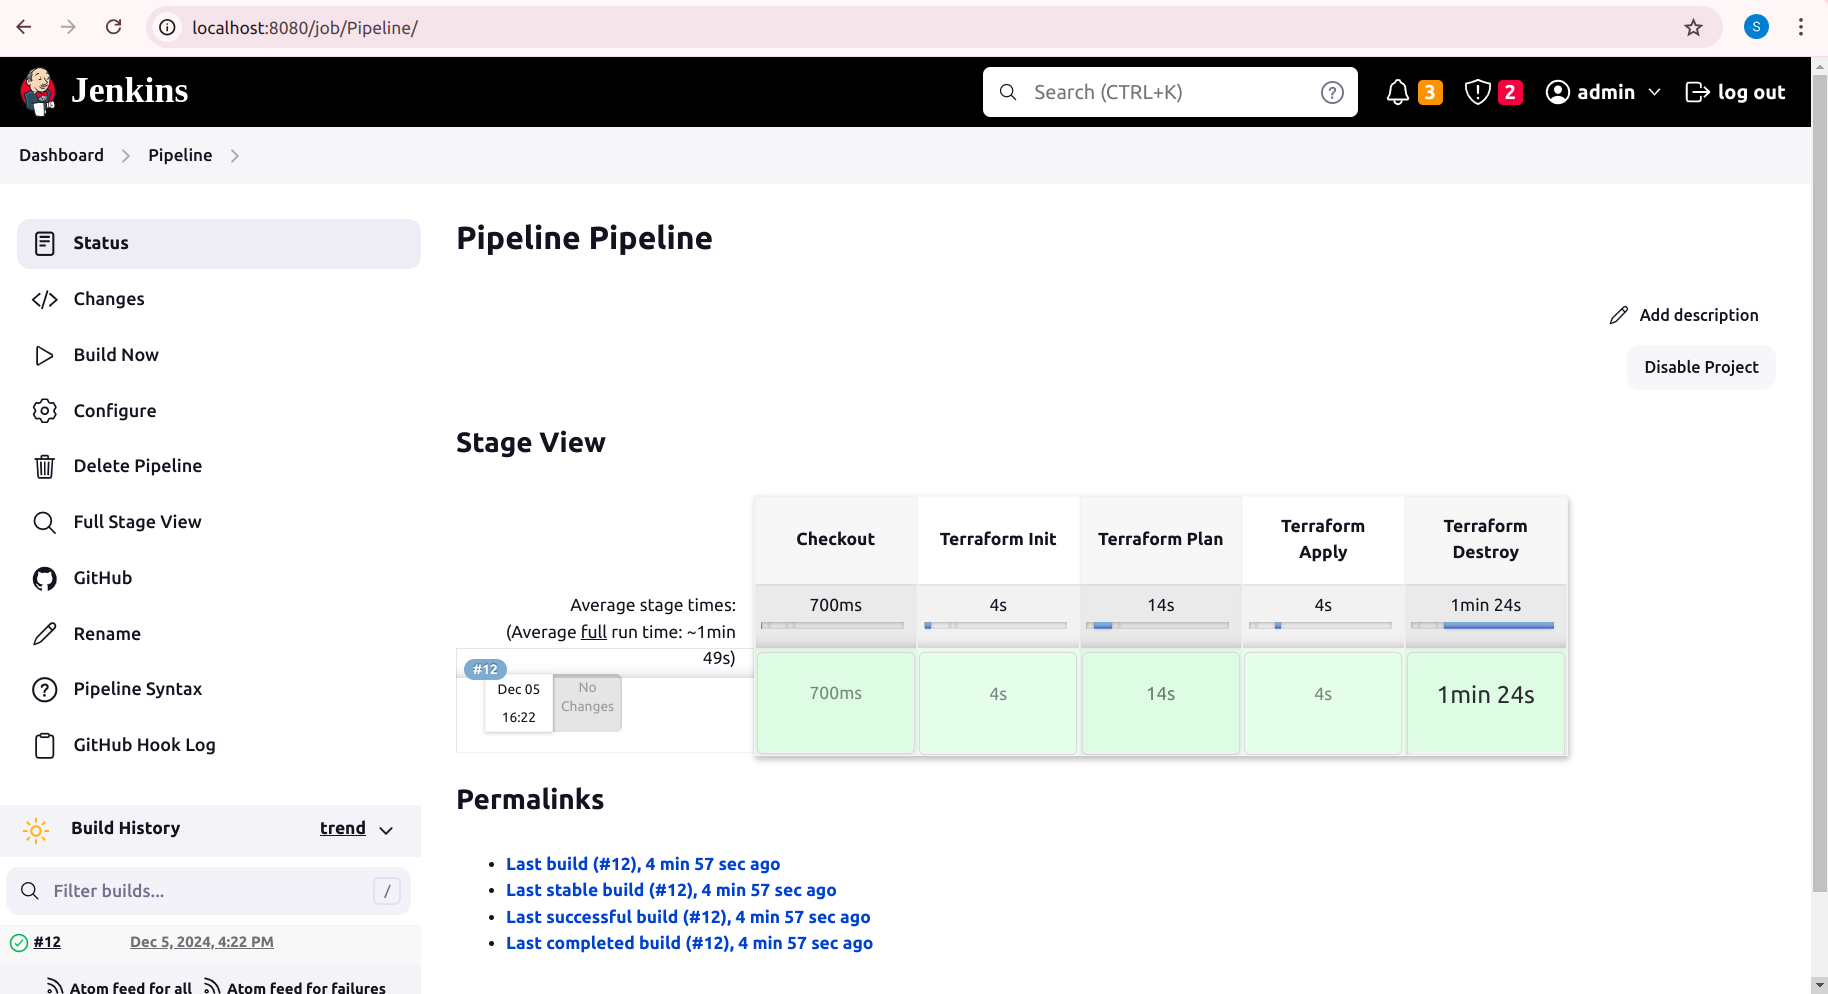 localhost:8080/job/Pipeline/
S
Jenkins
Search (CTRL+K)
?
3
2
admin
log out
Dashboard
Pipeline
Status
Changes
Build Now
Configure
Delete Pipeline
Full Stage View
GitHub
Rename
Pipeline Syntax
GitHub Hook Log
Build History
trend
Filter builds...
/
#12
Dec 5, 2024, 4:22 PM
Atom feed for all
Atom feed for failures
Pipeline Pipeline
Add description
Disable Project
Stage View
Checkout
Terraform Init
Terraform Plan
Terraform
Apply
Terraform
Destroy
Average stage times:
(Average full run time: ~1min
49s)
700ms
4s
14s
4s
1min 24s
#12
Dec 05
16:22
No
Changes
700ms
4s
14s
4s
1min 24s
Permalinks
Last build (#12), 4 min 57 sec ago
Last stable build (#12), 4 min 57 sec ago
Last successful build (#12), 4 min 57 sec ago
Last completed build (#12), 4 min 57 sec ago